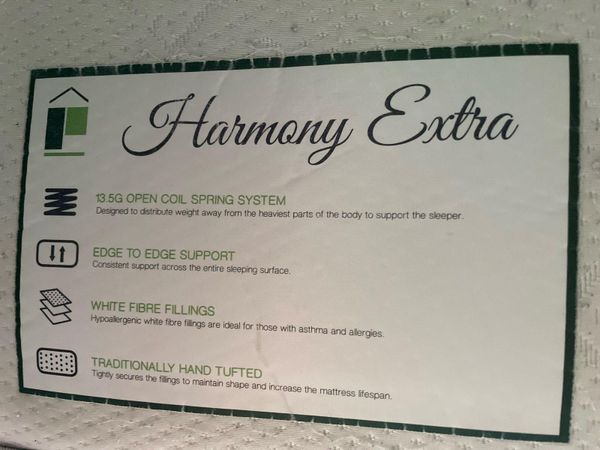 Harmony Extra
13.5G OPEN COIL SPRING SYSTEM
Designed to distribute weight away from the heaviest parts of the body to support the sleeper.
EDGE TO EDGE SUPPORT
Consistent support across the entire sleeping surface.
WHITE FIBRE FILLINGS
Hypoallergenic white fibre fillings are ideal for those with asthma and allergies.
TRADITIONALLY HAND TUFTED
Tightly secures the fillings to maintain shape and increase the mattress lifespan.